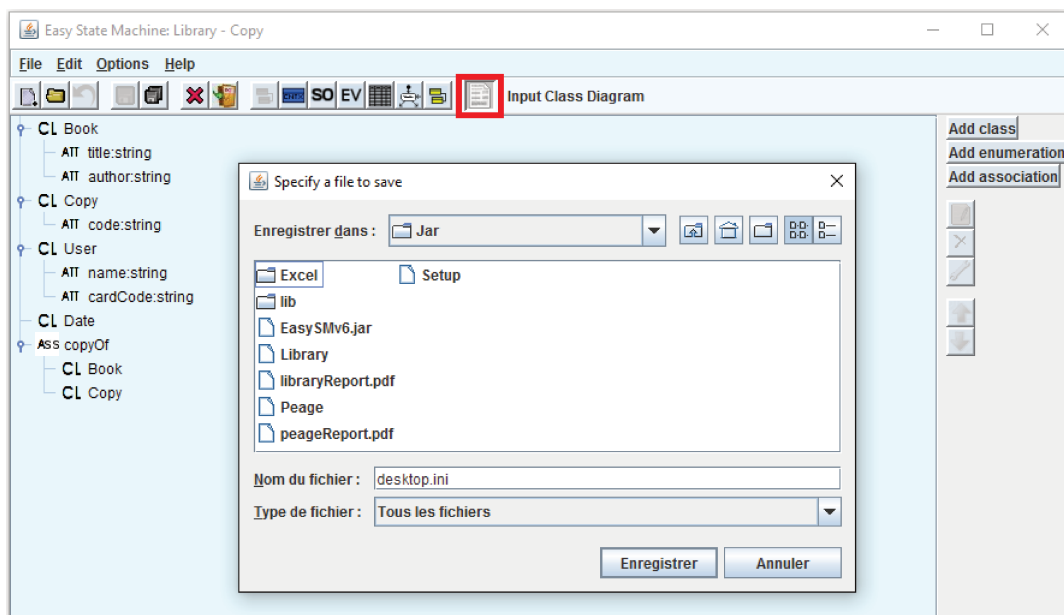 Easy State Machine: Library - Copy
File Edit Options Help
SO EV Input Class Diagram
CL Book
ATT title:string
ATT author:string
CL Copy
ATT code:string
CL User
ATT name:string
ATT cardCode:string
CL Date
ASS copyOf
CL Book
CL Copy
Specify a file to save
Enregistrer dans :
Jar
Excel
Setup
lib
EasySMv6.jar
Library
libraryReport.pdf
Peage
peageReport.pdf
Nom du fichier :
desktop.ini
Type de fichier :
Tous les fichiers
Enregistrer
Annuler
Add class
Add enumeration
Add association